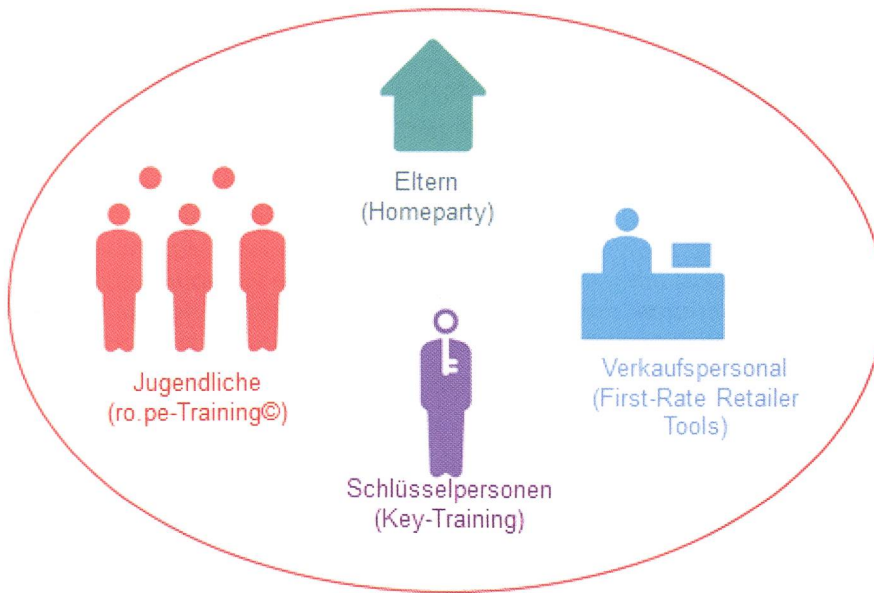 Eltern
(Homeparty)
Jugendliche
(ro.pe-Training©)
Verkaufspersonal
(First-Rate Retailer
Tools)
Schlüsselpersonen
(Key-Training)